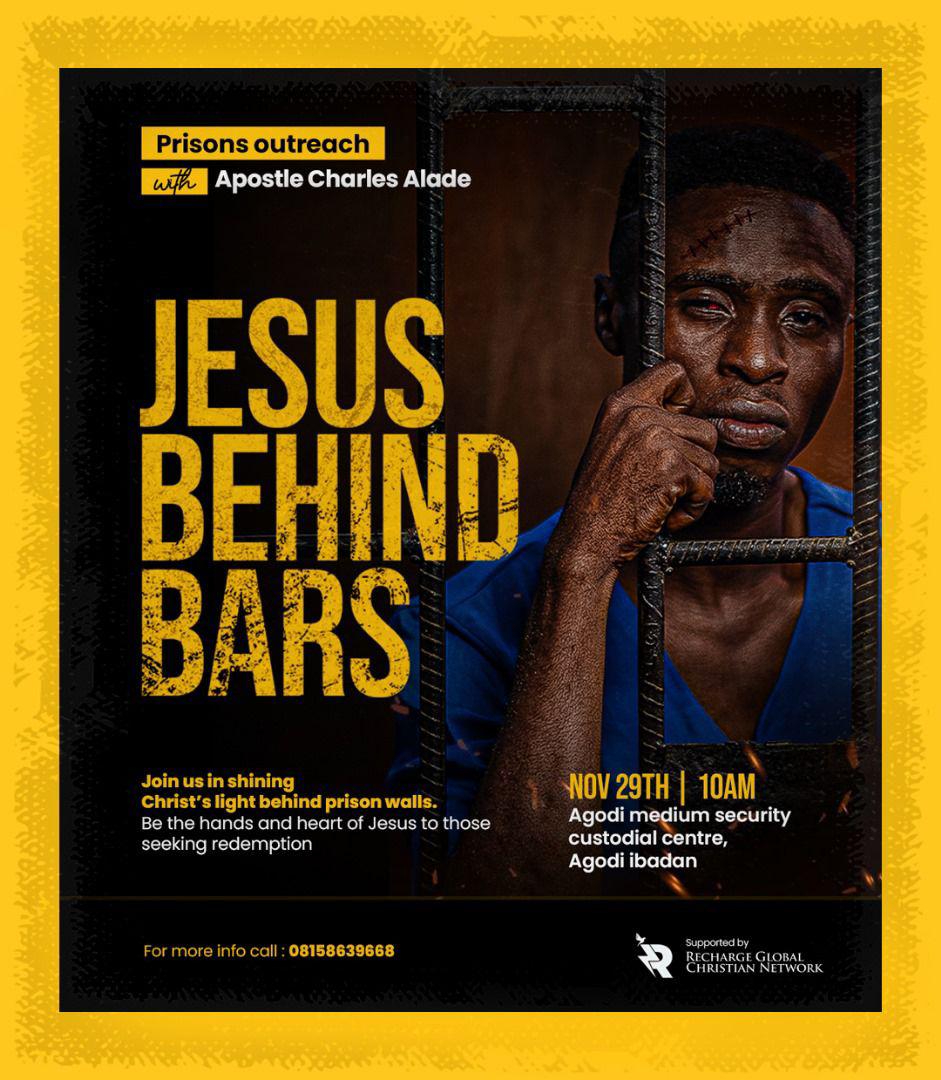 Prisons outreach
with Apostle Charles Alade
JESUS
BEHIND
BARS
Join us in shining
Christ's light behind prison walls.
Be the hands and heart of Jesus to those
seeking redemption
NOV 29TH | 10AM
Agodi medium security
custodial centre,
Agodi ibadan
For more info call : 08158639668
Supported by
RECHARGE GLOBAL
CHRISTIAN NETWORK